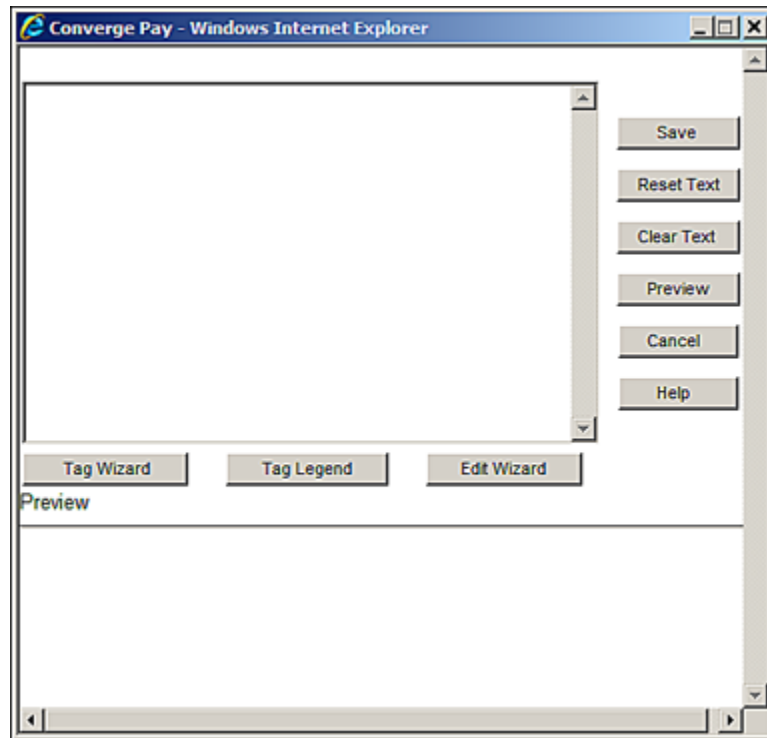 Converge Pay - Windows Internet Explorer
Save
Reset Text
Clear Text
Preview
Cancel
Help
Tag Wizard
Tag Legend
Edit Wizard
Preview